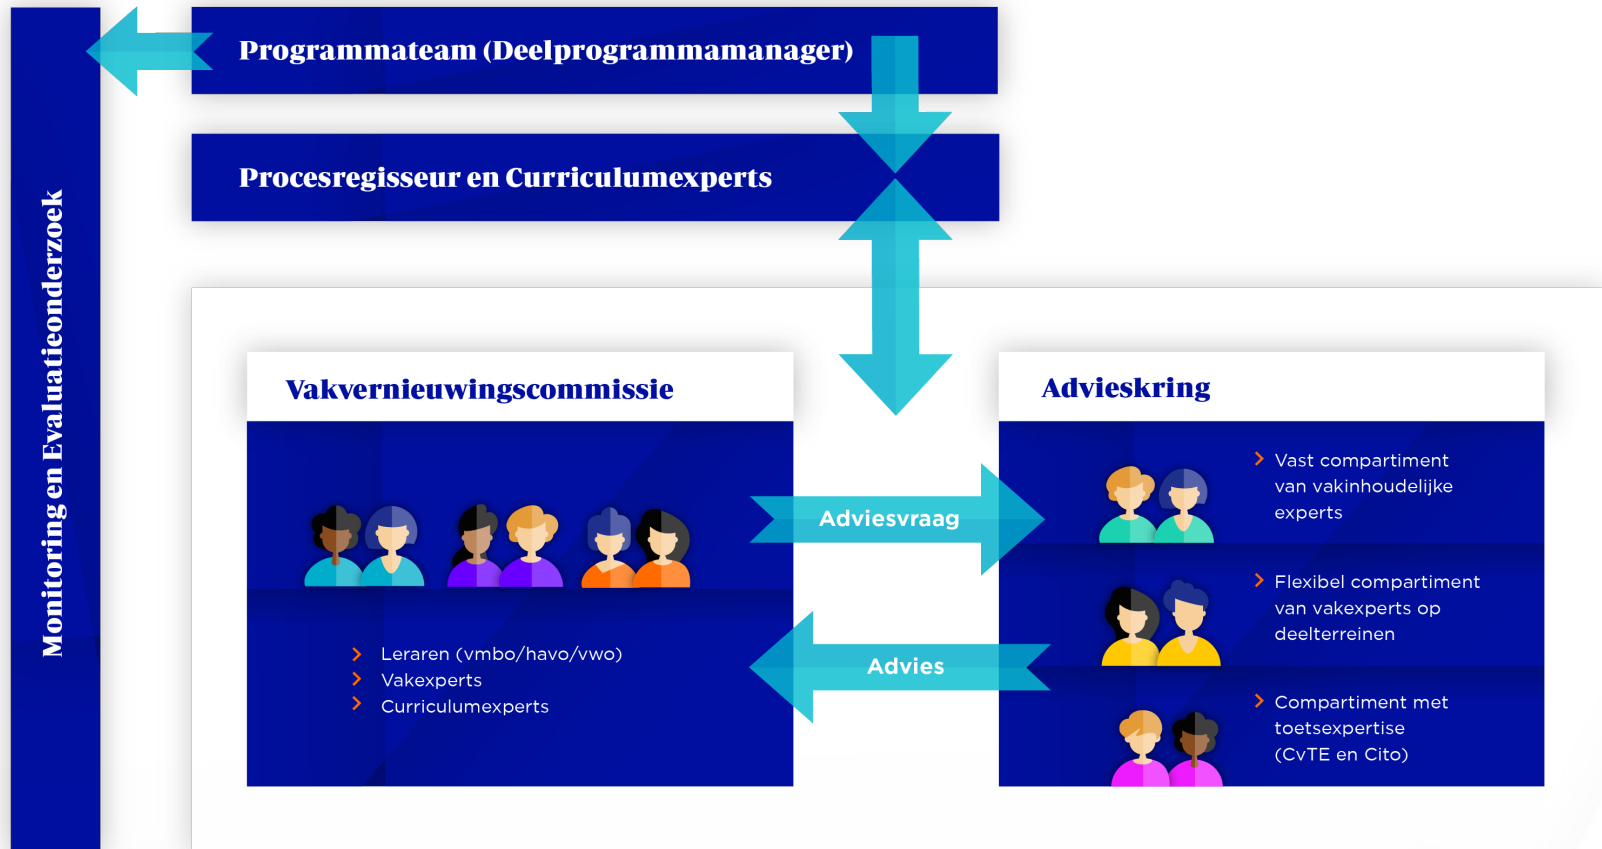 Programmateam (Deelprogrammamanager)
Procesregisseur en Curriculumexperts
Monitoring en Evaluatieonderzoek
Vakvernieuwingscommissie
Leraren (vmbo/havo/vwo)
Vakexperts
Curriculumexperts
Adviesvraag
Advies
Advieskring
Vast compartiment
van vakinhoudelijke
experts
Flexibel compartiment
van vakexperts op
deelterreinen
Compartiment met
toetsexpertise
(CvTE en Cito)